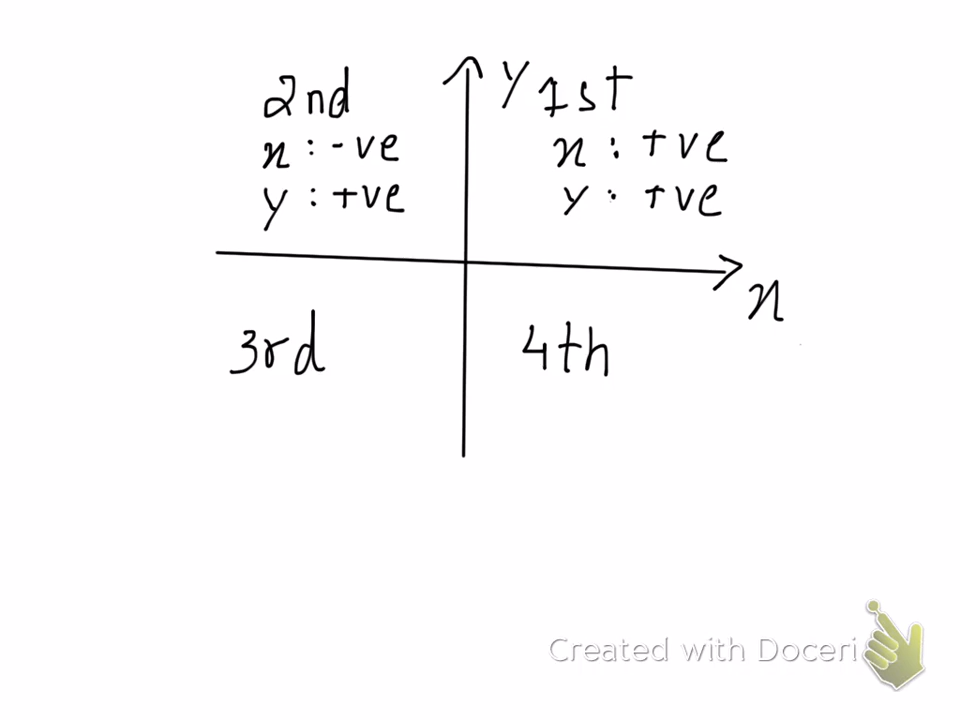 2nd
x : -ve
y : +ve
y
1st
x : +ve
y : +ve
x
3rd
4th
Created with Doceri